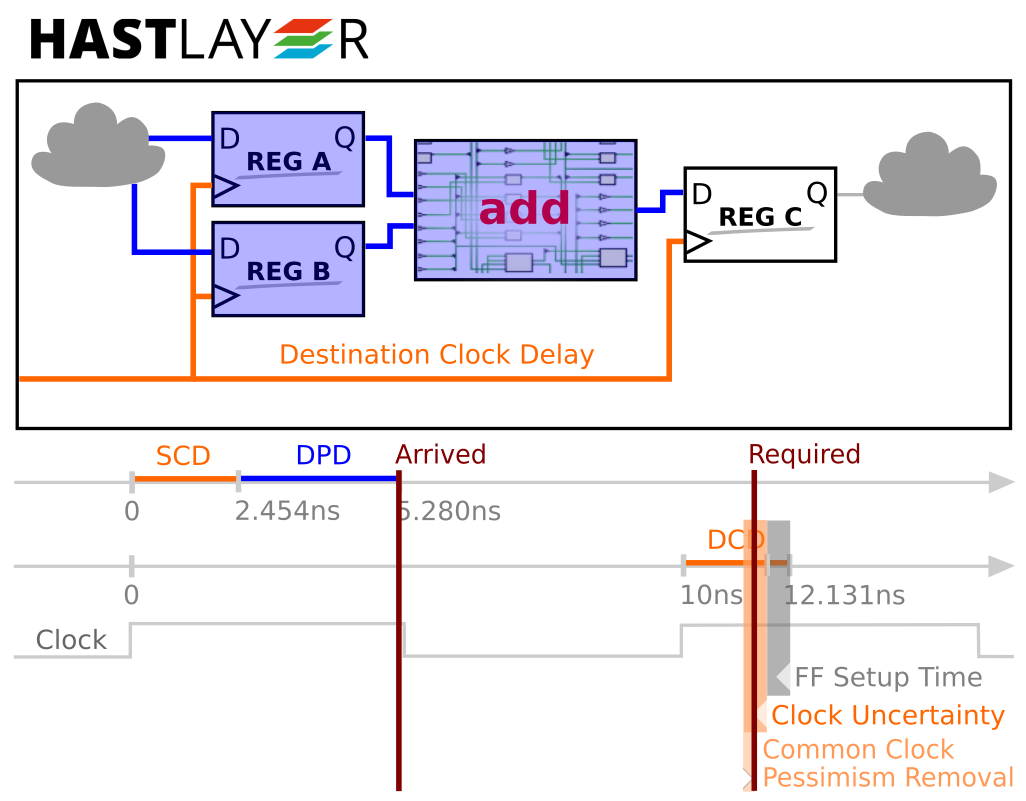 HASTLAYER
D Q
REG A
D Q
REG B
add
D Q
REG C
Destination Clock Delay
SCD DPD Arrived Required
0 2.454ns 5.280ns
DCD
0 10ns 12.131ns
Clock
FF Setup Time
Clock Uncertainty
Common Clock
Pessimism Removal